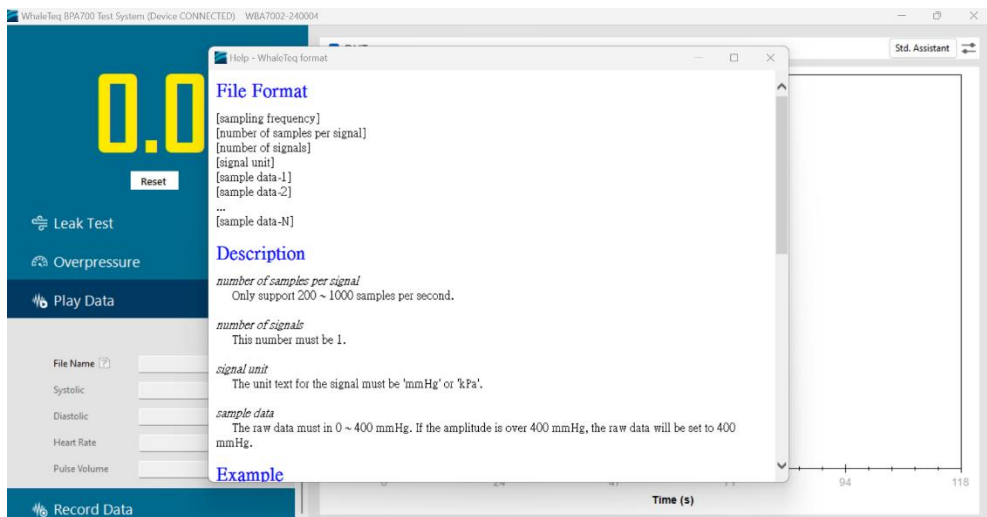 WhaleTeq BPA700 Test System (Device CONNECTED) WBA7002-240004
Std. Assistant
0.0
Reset
Leak Test
Overpressure
Play Data
File Name ?
Systolic
Diastolic
Heart Rate
Pulse Volume
Record Data
Help - WhaleTeq format
File Format
[sampling frequency]
[number of samples per signal]
[number of signals]
[signal unit]
[sample data-1]
[sample data-2]
...
[sample data-N]
Description
number of samples per signal
Only support 200 ~ 1000 samples per second.
number of signals
This number must be 1.
signal unit
The unit text for the signal must be 'mmHg' or 'kPa'.
sample data
The raw data must in 0 ~ 400 mmHg. If the amplitude is over 400 mmHg, the raw data will be set to 400
mmHg.
Example
94 118
Time (s)